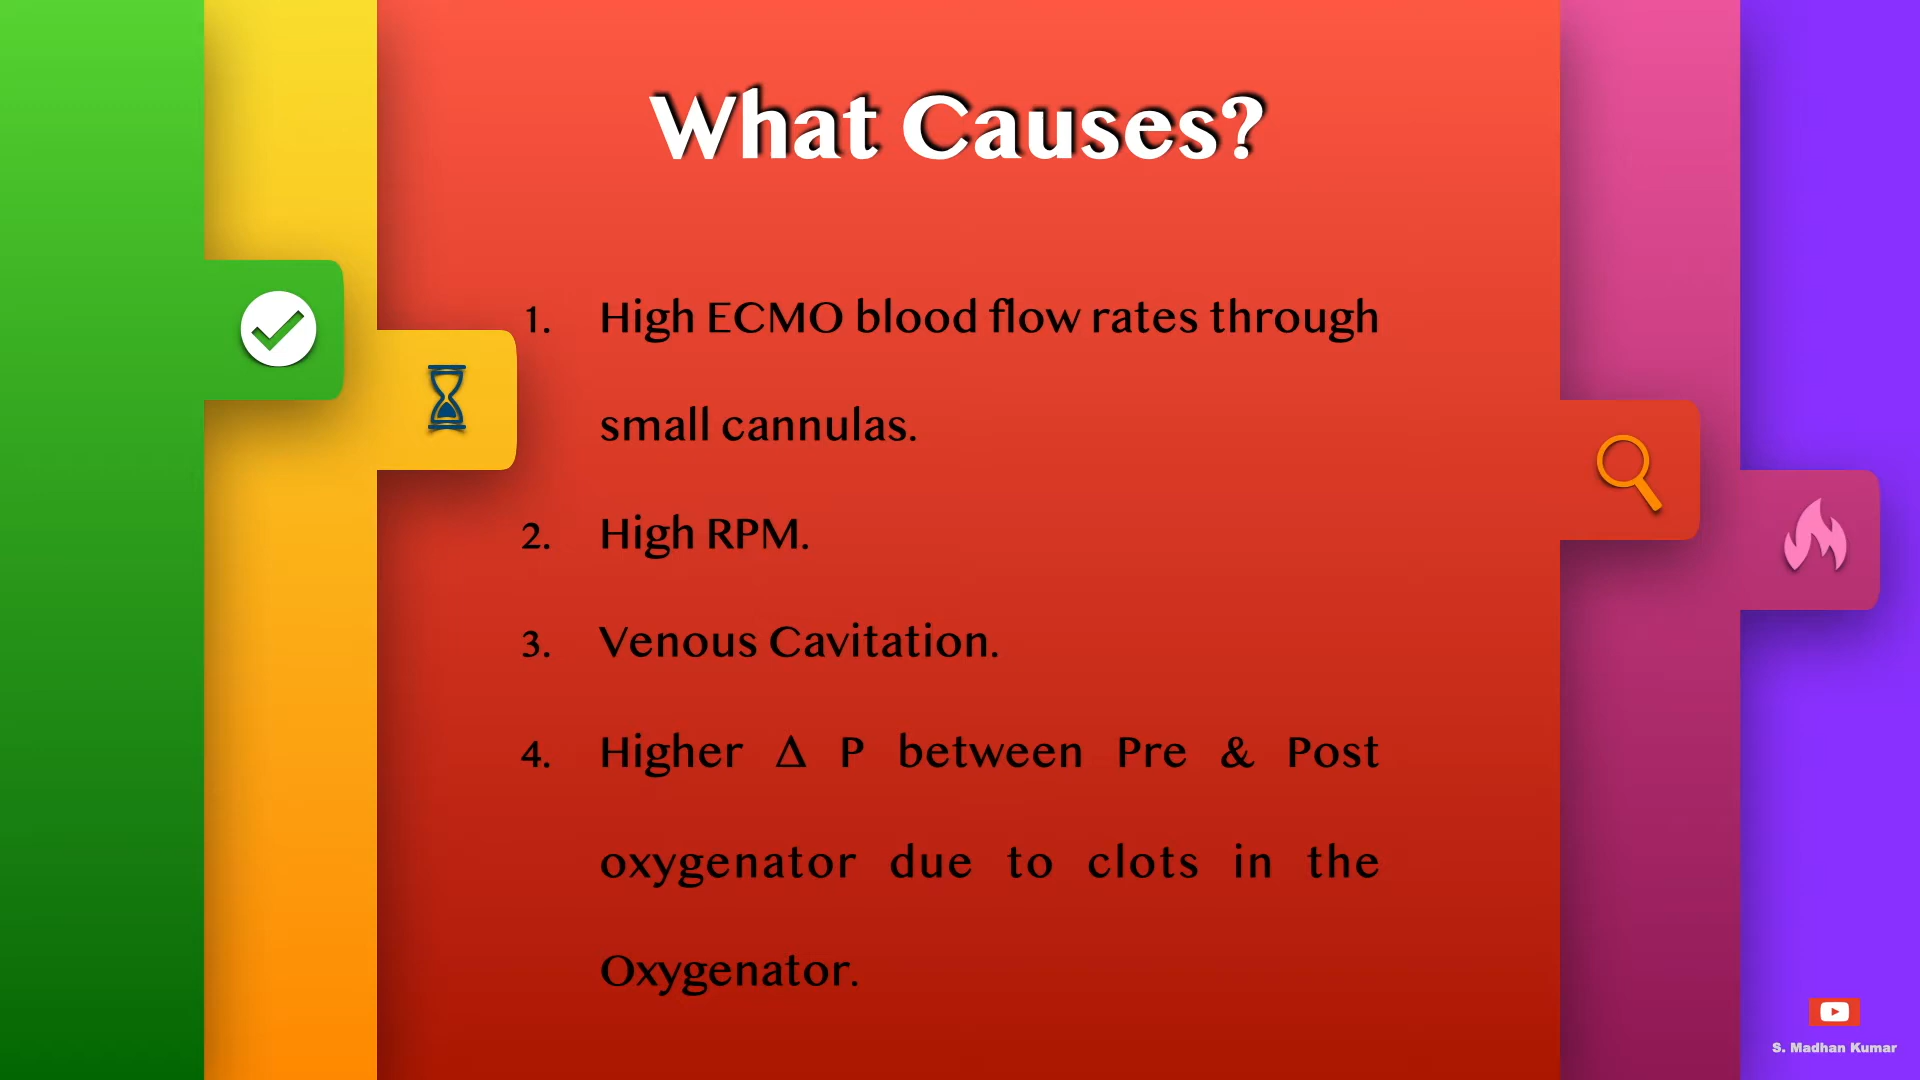 What Causes?
1. High ECMO blood flow rates through
small cannulas.
2. High RPM.
3. Venous Cavitation.
4. Higher Δ P between Pre & Post
oxygenator due to clots in the
Oxygenator.
S. Madhan Kumar